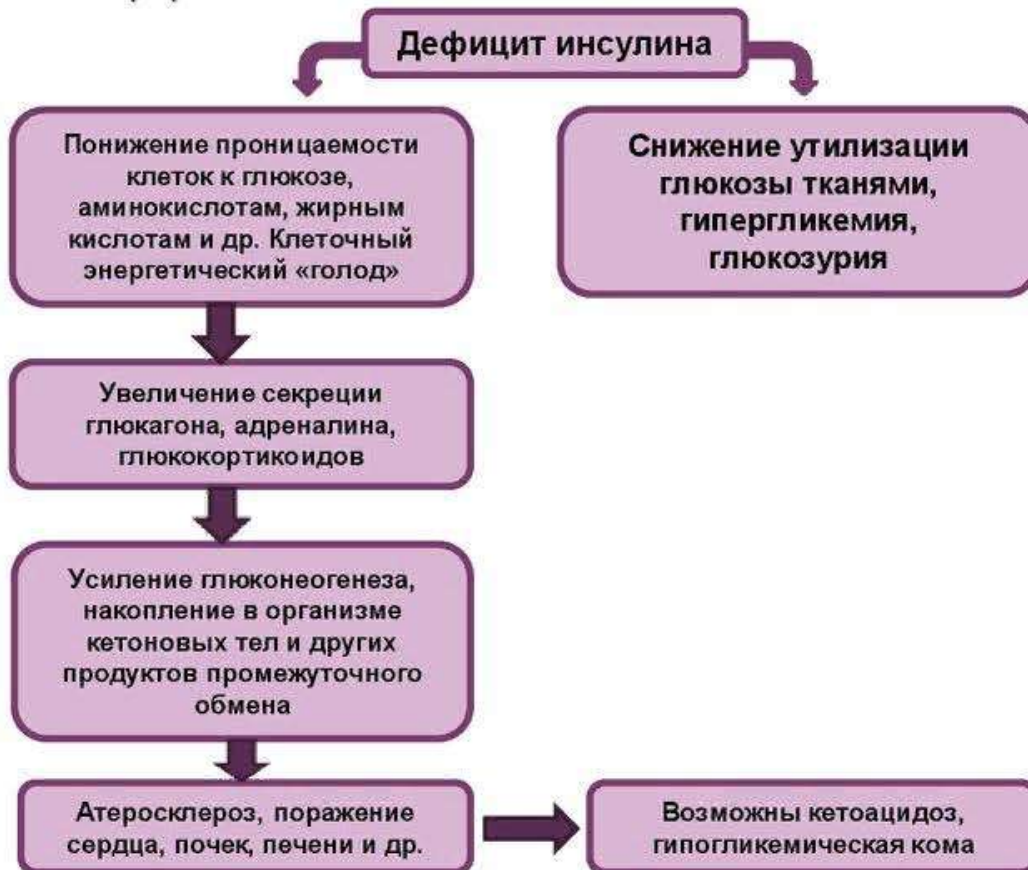 Дефицит инсулина
Понижение проницаемости
клеток к глюкозе,
аминокислотам, жирным
кислотам и др. Клеточный
энергетический «голод»
Снижение утилизации
глюкозы тканями,
гипергликемия,
глюкозурия
Увеличение секреции
глюкагона, адреналина,
глюкокортикоидов
Усиление глюконеогенеза,
накопление в организме
кетоновых тел и других
продуктов промежуточного
обмена
Атеросклероз, поражение
сердца, почек, печени и др.
Возможны кетоацидоз,
гипогликемическая кома